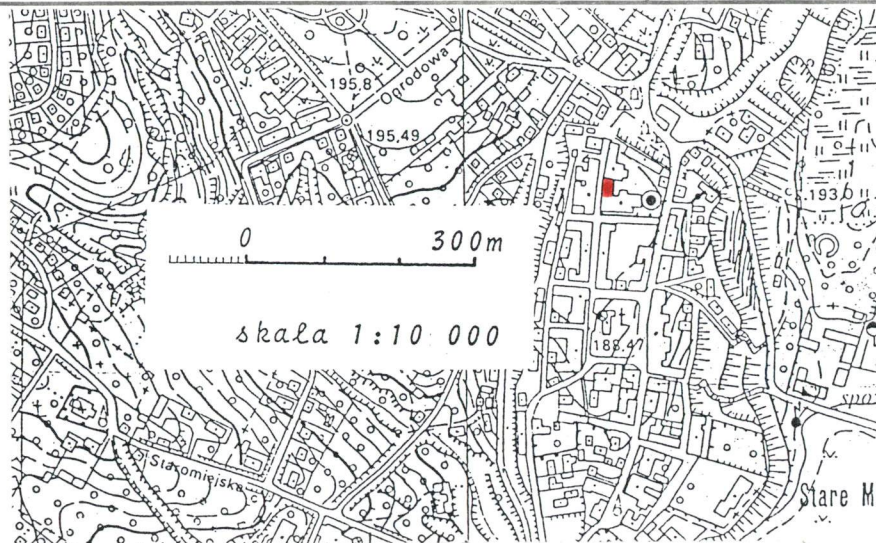 195,8
Ogrodowa
195,49
193,0
0 300m
skala 1:10 000
188,47
Staromiejska
Stare M